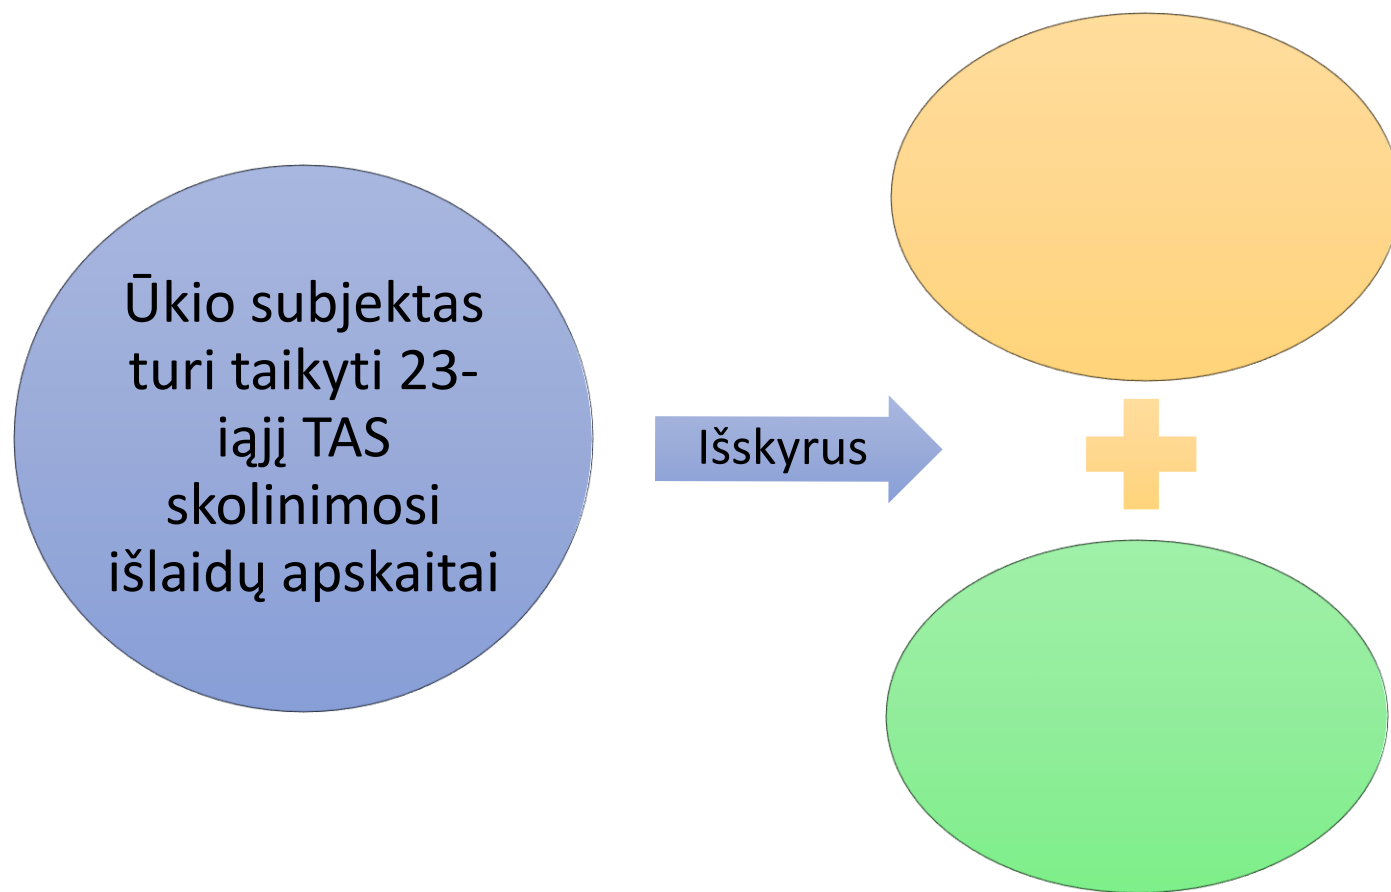 Ūkio subjektas
turi taikyti 23-
iąjį TAS
skolinimosi
išlaidų apskaitai
Išskyrus